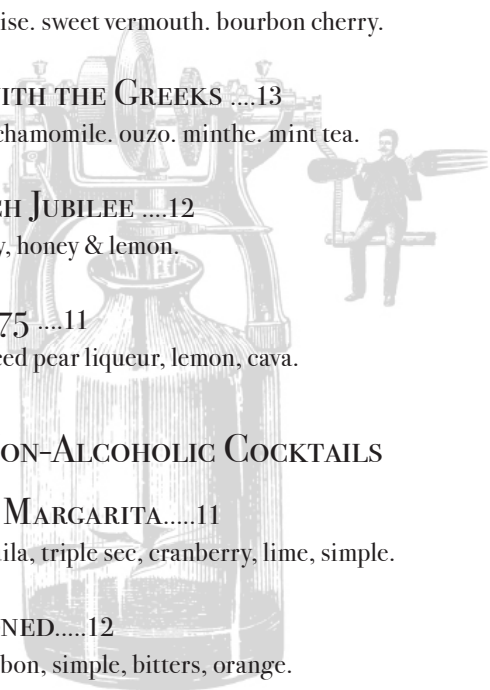 ise. sweet vermouth. bourbon cherry.
ith the Greeks ....13
chamomile. ouzo. minthe. mint tea.
ch Jubilee ....12
y, honey & lemon.
75 ....11
ced pear liqueur, lemon, cava.
on-Alcoholic Cocktails
Margarita.....11
ila, triple sec, cranberry, lime, simple.
ned.....12
bon, simple, bitters, orange.